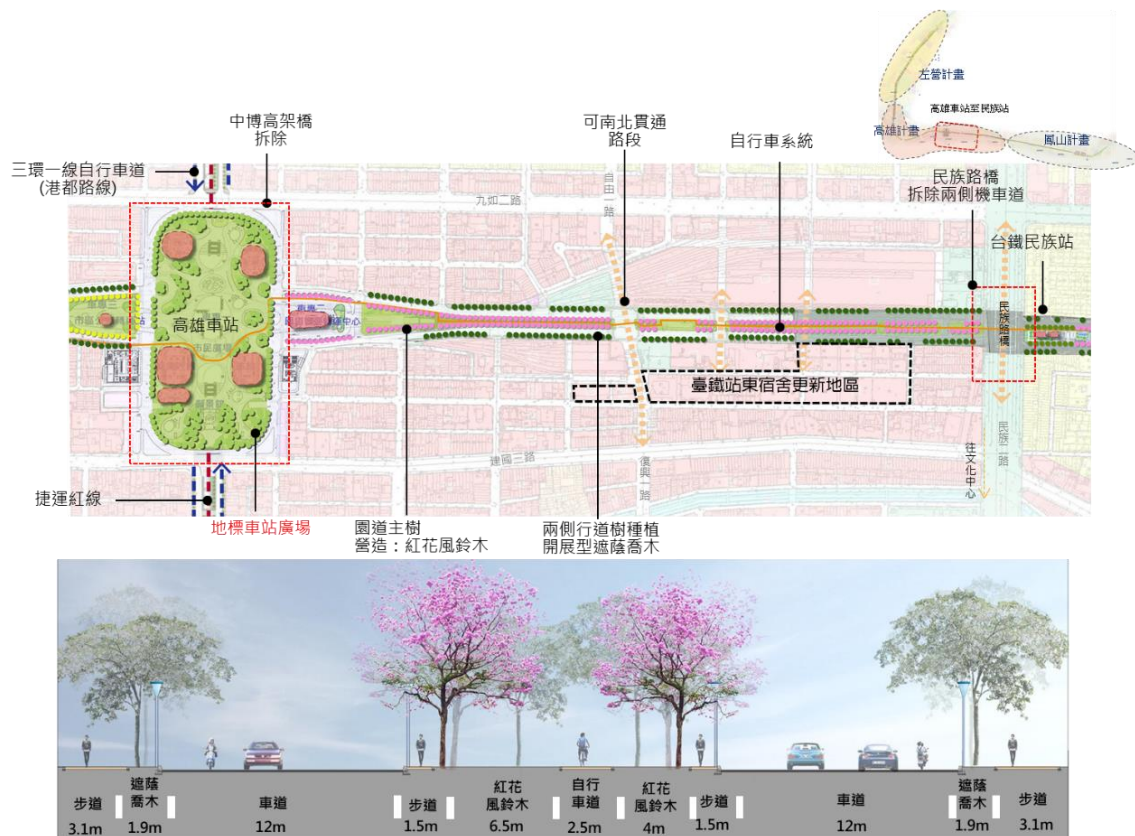 左營計畫
高雄車站至民族站
高雄計畫
鳳山計畫
中博高架橋
拆除
可南北貫通
路段
自行車系統
三環一線自行車道
(港都路線)
民族路橋
拆除兩側機車道
台鐵民族站
九如二路
自由一路
高雄車站
市民廣場
民族路橋
臺鐵站東宿舍更新地區
建國三路
復興一路
往文化中心
民族二路
捷運紅線
地標車站廣場
園道主樹
營造：紅花風鈴木
兩側行道樹種植
開展型遮蔭喬木
步道
3.1m
遮蔭
喬木
1.9m
車道
12m
步道
1.5m
紅花
風鈴木
6.5m
自行
車道
2.5m
紅花
風鈴木
4m
步道
1.5m
車道
12m
遮蔭
喬木
1.9m
步道
3.1m